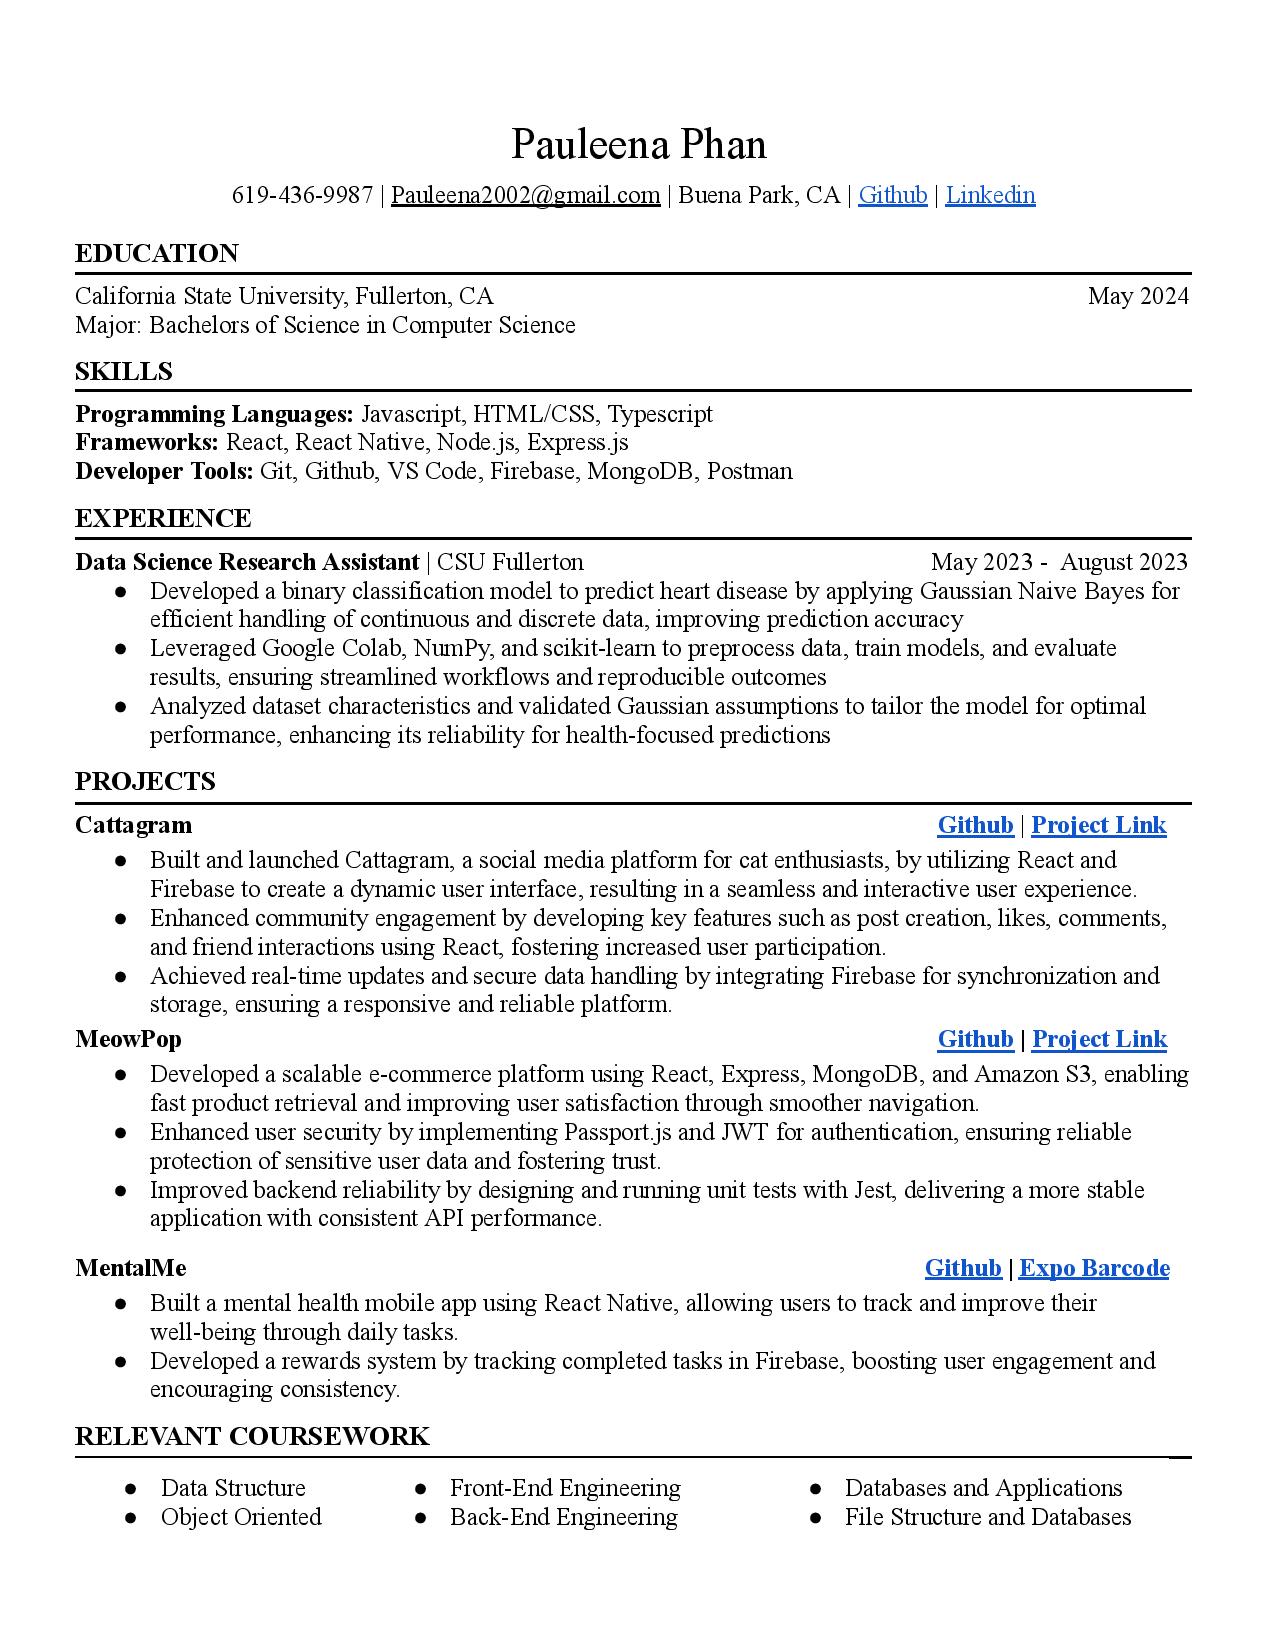 Pauleena Phan
619-436-9987 | Pauleena2002@gmail.com | Buena Park, CA | Github | Linkedin
EDUCATION
California State University, Fullerton, CA May 2024
Major: Bachelors of Science in Computer Science
SKILLS
Programming Languages: Javascript, HTML/CSS, Typescript
Frameworks: React, React Native, Node.js, Express.js
Developer Tools: Git, Github, VS Code, Firebase, MongoDB, Postman
EXPERIENCE
Data Science Research Assistant | CSU Fullerton May 2023 - August 2023
● Developed a binary classification model to predict heart disease by applying Gaussian Naive Bayes for
efficient handling of continuous and discrete data, improving prediction accuracy
● Leveraged Google Colab, NumPy, and scikit-learn to preprocess data, train models, and evaluate
results, ensuring streamlined workflows and reproducible outcomes
● Analyzed dataset characteristics and validated Gaussian assumptions to tailor the model for optimal
performance, enhancing its reliability for health-focused predictions
PROJECTS
Cattagram Github | Project Link
● Built and launched Cattagram, a social media platform for cat enthusiasts, by utilizing React and
Firebase to create a dynamic user interface, resulting in a seamless and interactive user experience.
● Enhanced community engagement by developing key features such as post creation, likes, comments,
and friend interactions using React, fostering increased user participation.
● Achieved real-time updates and secure data handling by integrating Firebase for synchronization and
storage, ensuring a responsive and reliable platform.
MeowPop Github | Project Link
● Developed a scalable e-commerce platform using React, Express, MongoDB, and Amazon S3, enabling
fast product retrieval and improving user satisfaction through smoother navigation.
● Enhanced user security by implementing Passport.js and JWT for authentication, ensuring reliable
protection of sensitive user data and fostering trust.
● Improved backend reliability by designing and running unit tests with Jest, delivering a more stable
application with consistent API performance.
MentalMe Github | Expo Barcode
● Built a mental health mobile app using React Native, allowing users to track and improve their
well-being through daily tasks.
● Developed a rewards system by tracking completed tasks in Firebase, boosting user engagement and
encouraging consistency.
RELEVANT COURSEWORK
● Data Structure ● Front-End Engineering ● Databases and Applications
● Object Oriented ● Back-End Engineering ● File Structure and Databases